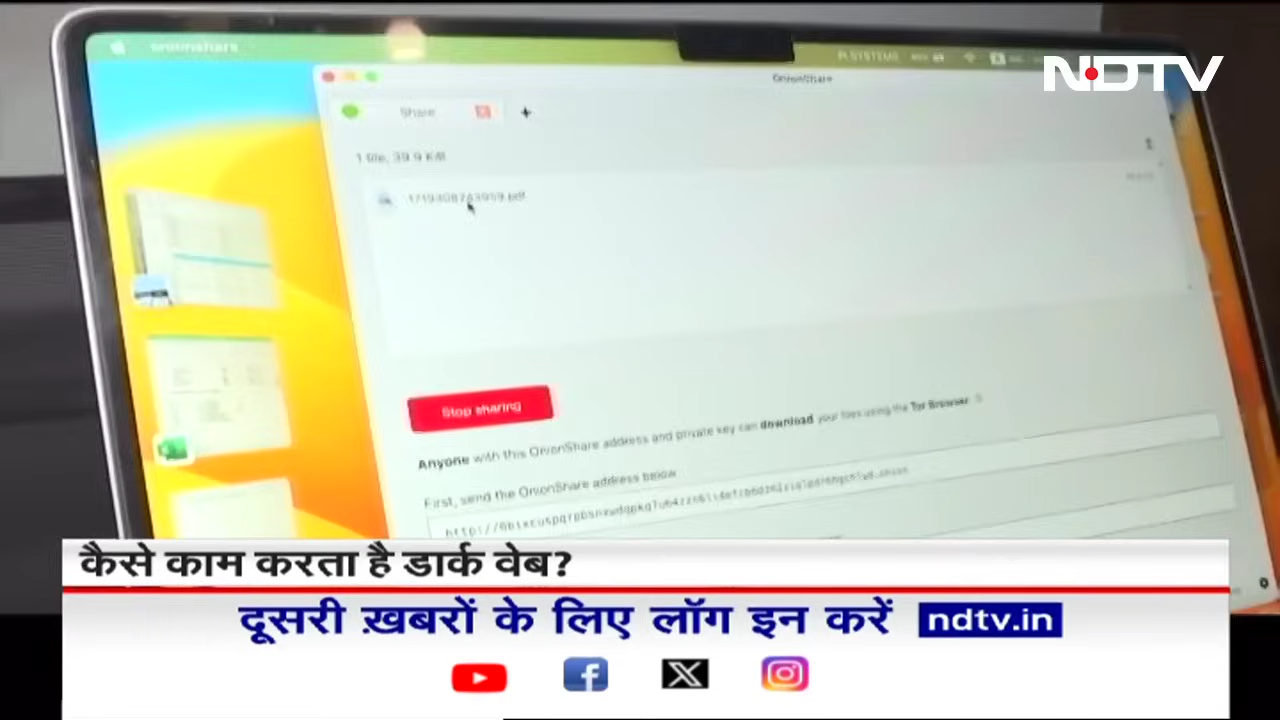 onionshare
NDTV
OnionShare
Share
1 file, 39.9 KiB
Stop sharing
Anyone with this OnionShare address and private key can download your files using the Tor Browser.
First, send the OnionShare address below
कैसे काम करता है डार्क वेब?
दूसरी ख़बरों के लिए लॉग इन करें ndtv.in